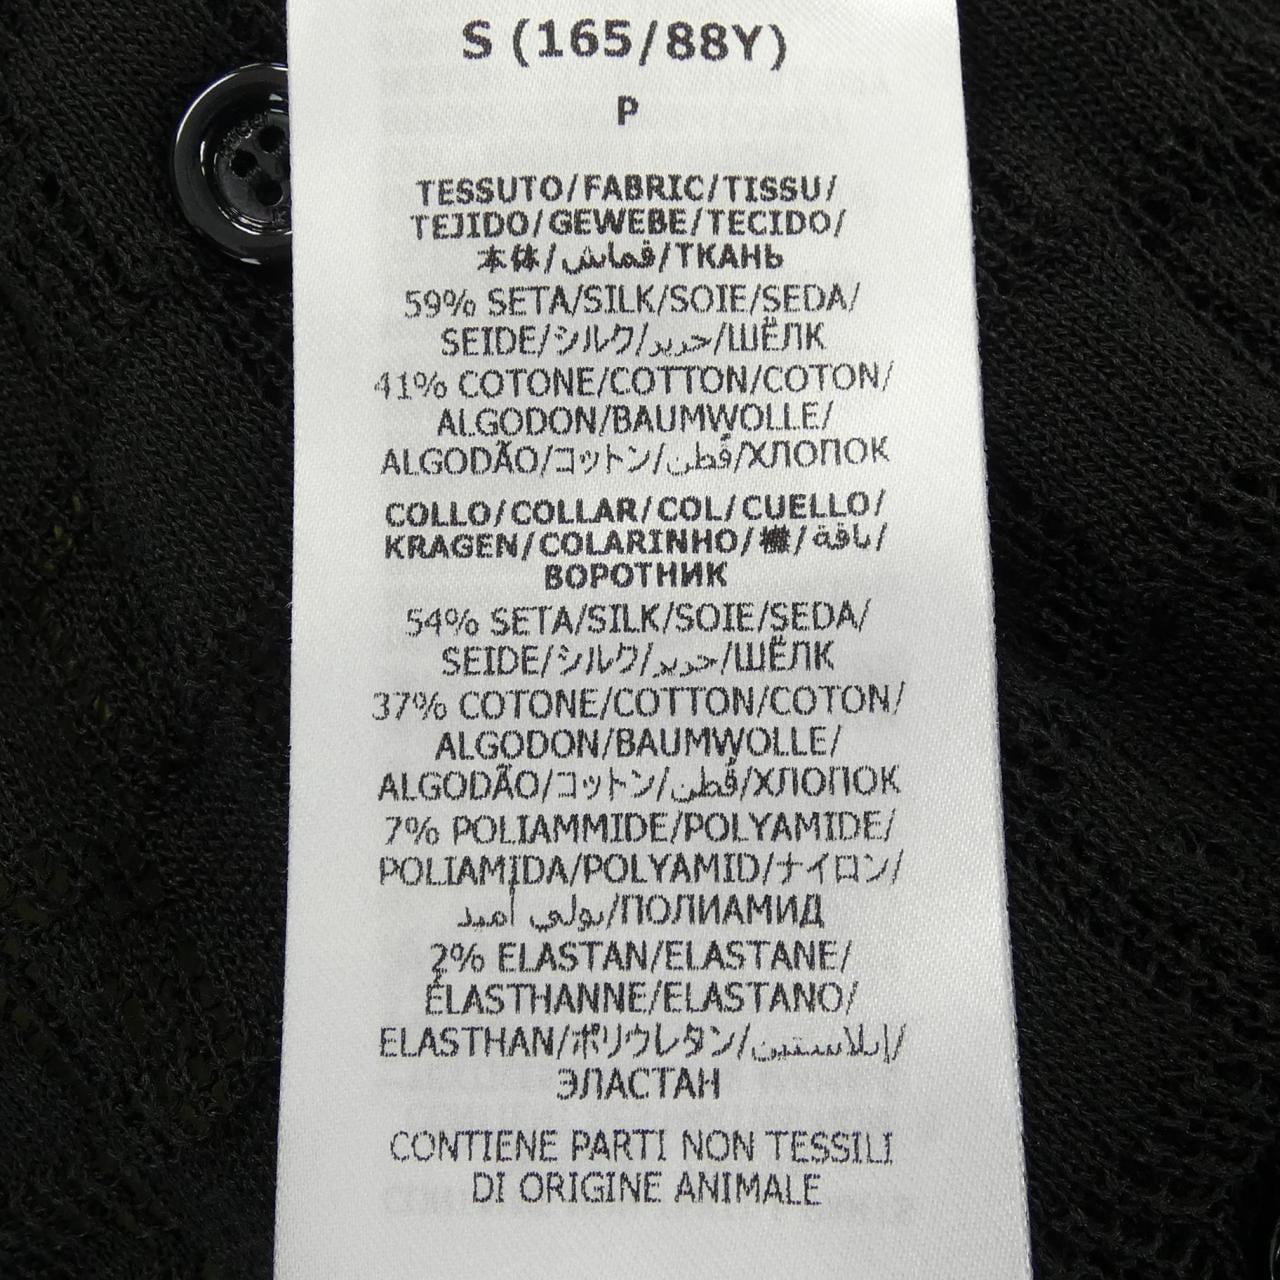 S (165/88Y)
P
TESSUTO/FABRIC/TISSU/
TEJIDO/GEWEBE/TECIDO/
本体/قماش/ТКАНЬ
59% SETA/SILK/SOIE/SEDA/
SEIDE/シルク/حرير/ШЁЛК
41% COTONE/COTTON/COTON/
ALGODON/BAUMWOLLE/
ALGODÃO/コットン/قُطن/ХЛОПОК
COLLO/COLLAR/COL/CUELLO/
KRAGEN/COLARINHO/襟/ياقة/
ВОРОТНИК
54% SETA/SILK/SOIE/SEDA/
SEIDE/シルク/حرير/ШЁЛК
37% COTONE/COTTON/COTON/
ALGODON/BAUMWOLLE/
ALGODÃO/コットン/قُطن/ХЛОПОК
7% POLIAMMIDE/POLYAMIDE/
POLIAMIDA/POLYAMID/ナイロン/
بولي أميد/ПОЛИАМИД
2% ELASTAN/ELASTANE/
ÉLASTHANNE/ELASTANO/
ELASTHAN/ポリウレタン/إيلاستين/
ЭЛАСТАН
CONTIENE PARTI NON TESSILI
DI ORIGINE ANIMALE